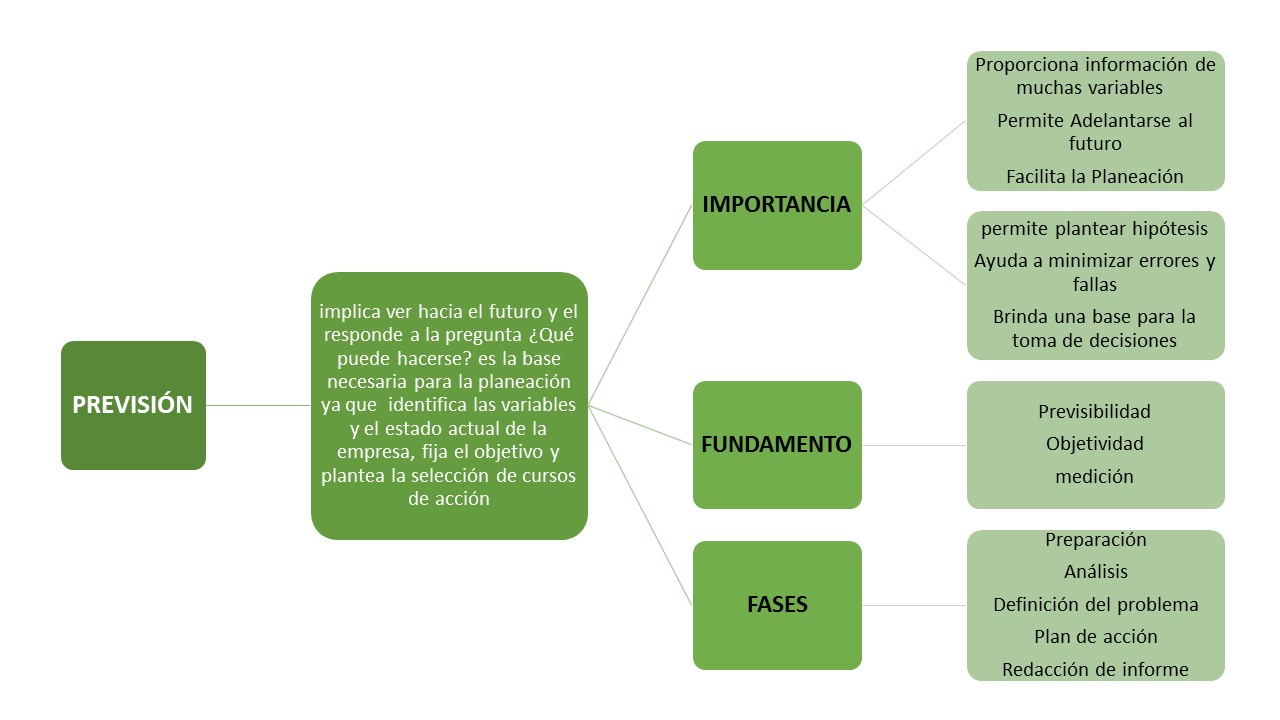 PREVISIÓN
implica ver hacia el futuro y el
responde a la pregunta ¿Qué
puede hacerse? es la base
necesaria para la planeación
ya que  identifica las variables
y el estado actual de la
empresa, fija el objetivo y
plantea la selección de cursos
de acción
IMPORTANCIA
Proporciona información de
muchas variables
Permite Adelantarse al
futuro
Facilita la Planeación
permite plantear hipótesis
Ayuda a minimizar errores y
fallas
Brinda una base para la
toma de decisiones
FUNDAMENTO
Previsibilidad
Objetividad
medición
FASES
Preparación
Análisis
Definición del problema
Plan de acción
Redacción de informe